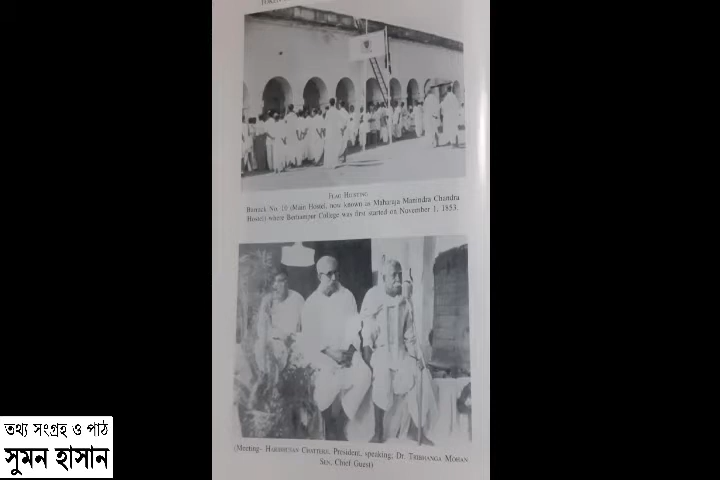 FLAG HOISTING
Barrack No. 10 (Main Hostel, now known as Maharaja Manindra Chandra
Hostel) where Berhampur College was first started on November 1, 1853.
(Meeting– HARSHETAN CHATTERJI, President, speaking; Dr. TRIBHANGA MOHAN
SEN, Chief Guest)
তথ্য সংগ্রহ ও পাঠ
সুমন হাসান